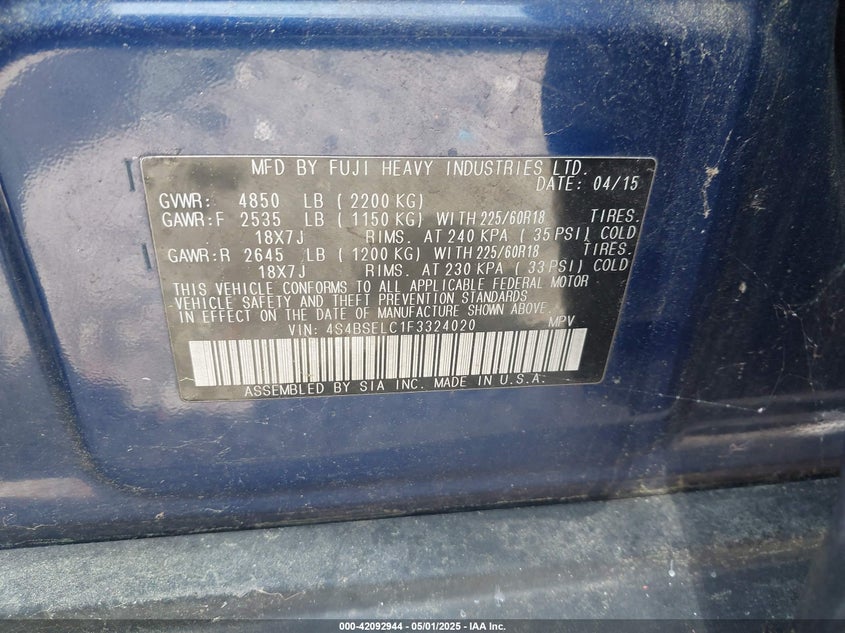 MFD BY FUJI HEAVY INDUSTRIES LTD.
DATE: 04/15
GVWR: 4850 LB ( 2200 KG)
GAWR:F 2535 LB ( 1150 KG) WITH 225/60R18 TIRES.
18X7J RIMS. AT 240 KPA ( 35 PSI) COLD
GAWR:R 2645 LB ( 1200 KG) WITH 225/60R18 TIRES.
18X7J RIMS. AT 230 KPA ( 33 PSI) COLD
THIS VEHICLE CONFORMS TO ALL APPLICABLE FEDERAL MOTOR
VEHICLE SAFETY AND THEFT PREVENTION STANDARDS
IN EFFECT ON THE DATE OF MANUFACTURE SHOWN ABOVE.
VIN: 4S4BSELC1F3324020 MPV
ASSEMBLED BY SIA INC. MADE IN U.S.A.
000-42092944 - 05/01/2025 - IAA Inc.